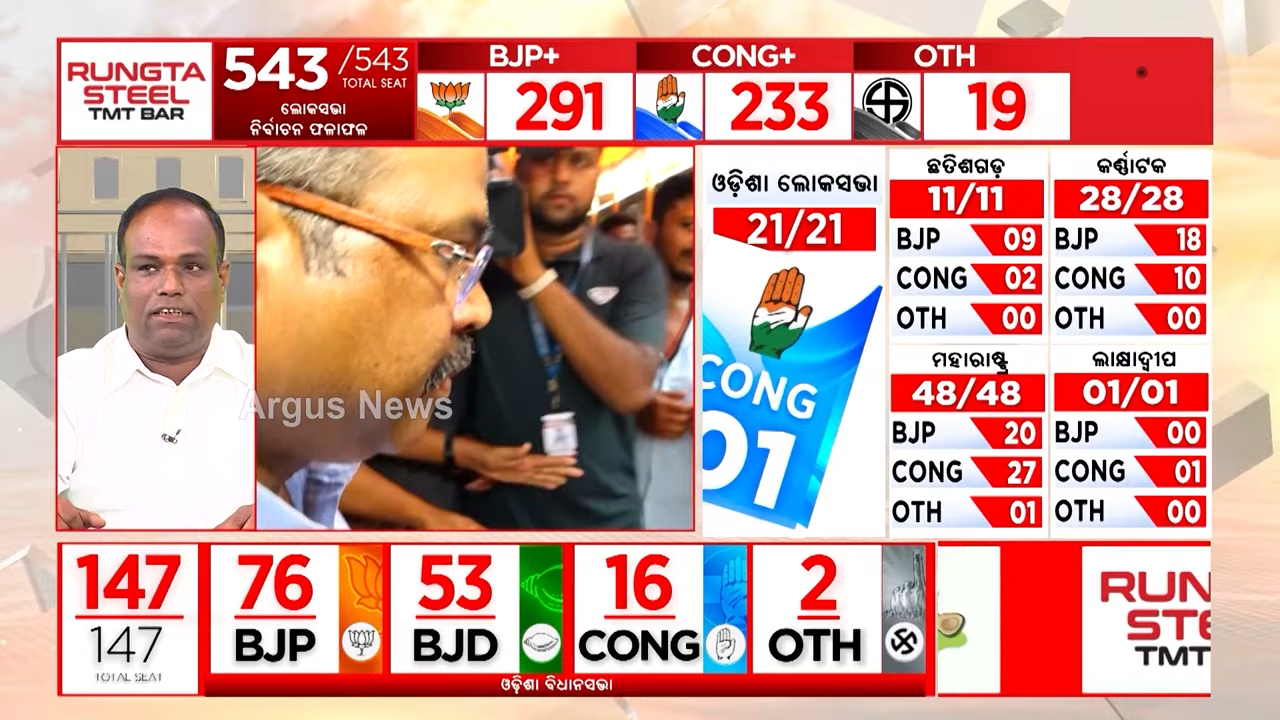 RUNGTA
STEEL
TMT BAR
543 /543
TOTAL SEAT
ଲୋକସଭା
ନିର୍ବାଚନ ଫଳାଫଳ
BJP+
291
CONG+
233
OTH
19
Argus News
ଓଡ଼ିଶା ଲୋକସଭା
21/21
CONG
01
ଛତିଶଗଡ଼
11/11
BJP 09
CONG 02
OTH 00
କର୍ଣ୍ଣାଟକ
28/28
BJP 18
CONG 10
OTH 00
ମହାରାଷ୍ଟ୍ର
48/48
BJP 20
CONG 27
OTH 01
ଲାକ୍ଷାଦ୍ୱୀପ
01/01
BJP 00
CONG 01
OTH 00
147
147
TOTAL SEAT
76
BJP
53
BJD
16
CONG
2
OTH
ଓଡ଼ିଶା ବିଧାନସଭା
RUN
STE
TMT